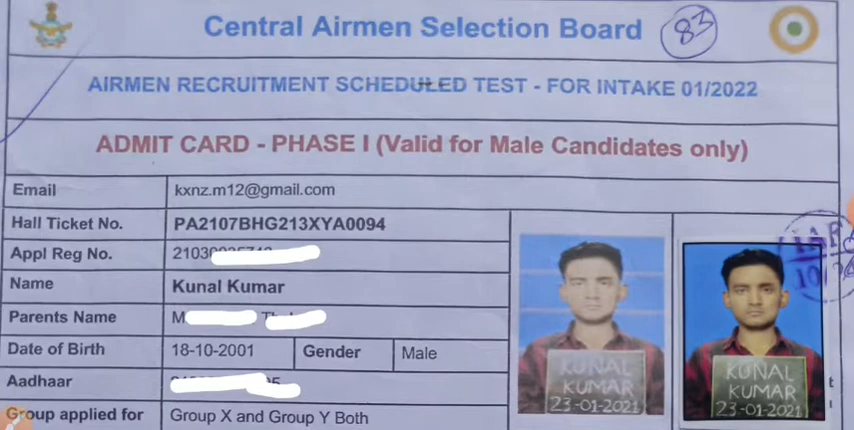 Central Airmen Selection Board
83
AIRMEN RECRUITMENT SCHEDULED TEST - FOR INTAKE 01/2022
ADMIT CARD - PHASE I (Valid for Male Candidates only)
Email kxnz.m12@gmail.com
Hall Ticket No. PA2107BHG213XYA0094
Appl Reg No. 2103
Name Kunal Kumar
Parents Name M
Date of Birth 18-10-2001 Gender Male
Aadhaar
Group applied for Group X and Group Y Both
KUNAL
KUMAR
23-01-2021
KUNAL
KUMAR
23-01-2021
10